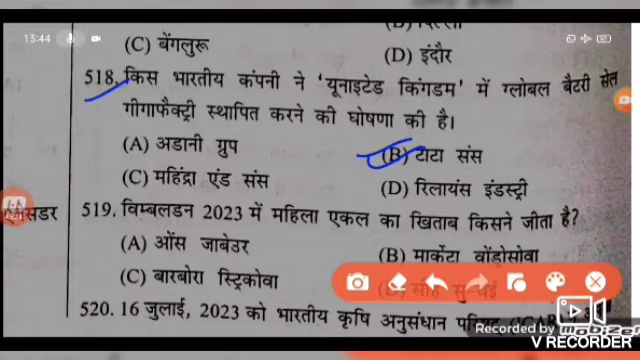 13:44
(B) दिल्ली
(C) बेंगलुरू
(D) इंदौर
518. किस भारतीय कंपनी ने 'यूनाइटेड किंगडम' में ग्लोबल बैटरी सेल
गीगाफैक्ट्री स्थापित करने की घोषणा की है।
(A) अडानी ग्रुप
(B) टाटा संस
(C) महिंद्रा एंड संस
(D) रिलायंस इंडस्ट्री
519. विम्बलडन 2023 में महिला एकल का खिताब किसने जीता है?
(A) ओंस जाबेउर
(B) मार्केटा वोंड्रोसोवा
(C) बारबोरा स्ट्रिकोवा
(D)
520. 16 जुलाई, 2023 को भारतीय कृषि अनुसंधान
Recorded by
V RECORDER